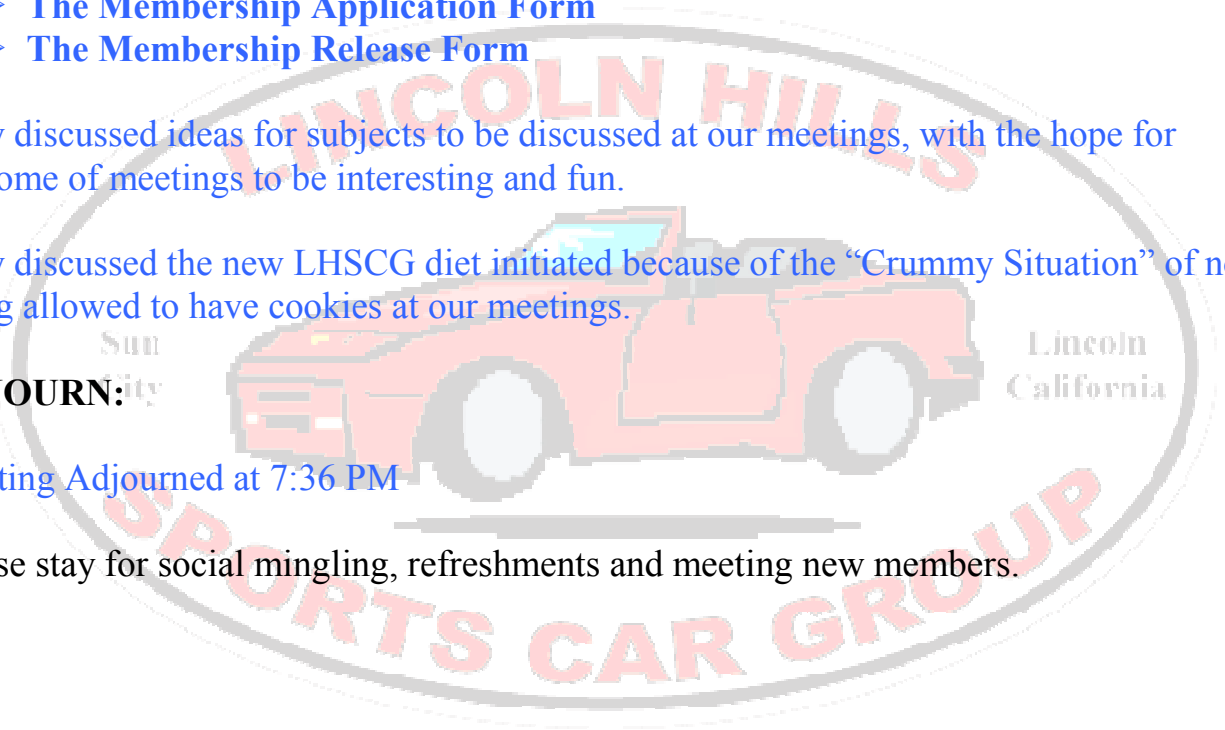 ➢ The Membership Application Form
➢ The Membership Release Form
y discussed ideas for subjects to be discussed at our meetings, with the hope for
ome of meetings to be interesting and fun.
y discussed the new LHSCG diet initiated because of the “Crummy Situation” of n
g allowed to have cookies at our meetings.
JOURN:
ting Adjourned at 7:36 PM
se stay for social mingling, refreshments and meeting new members.
LINCOLN HILLS
Sun
City
Lincoln
California
SPORTS CAR GROUP